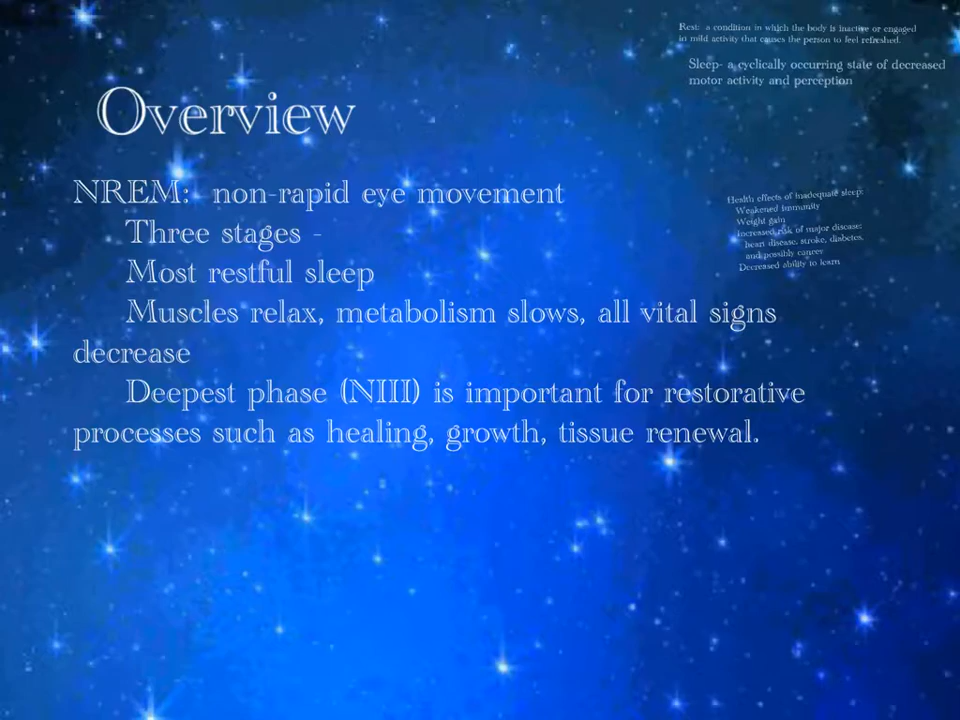 Rest: a condition in which the body is inactive or engaged
in mild activity that causes the person to feel refreshed.
Sleep- a cyclically occurring state of decreased
motor activity and perception
Overview
NREM: non-rapid eye movement
Three stages -
Most restful sleep
Muscles relax, metabolism slows, all vital signs
decrease
Deepest phase (NIII) is important for restorative
processes such as healing, growth, tissue renewal.
Health effects of inadequate sleep:
Weakened immunity
Weight gain
Increased risk of major disease:
heart disease, stroke, diabetes,
and possibly cancer
Decreased ability to learn